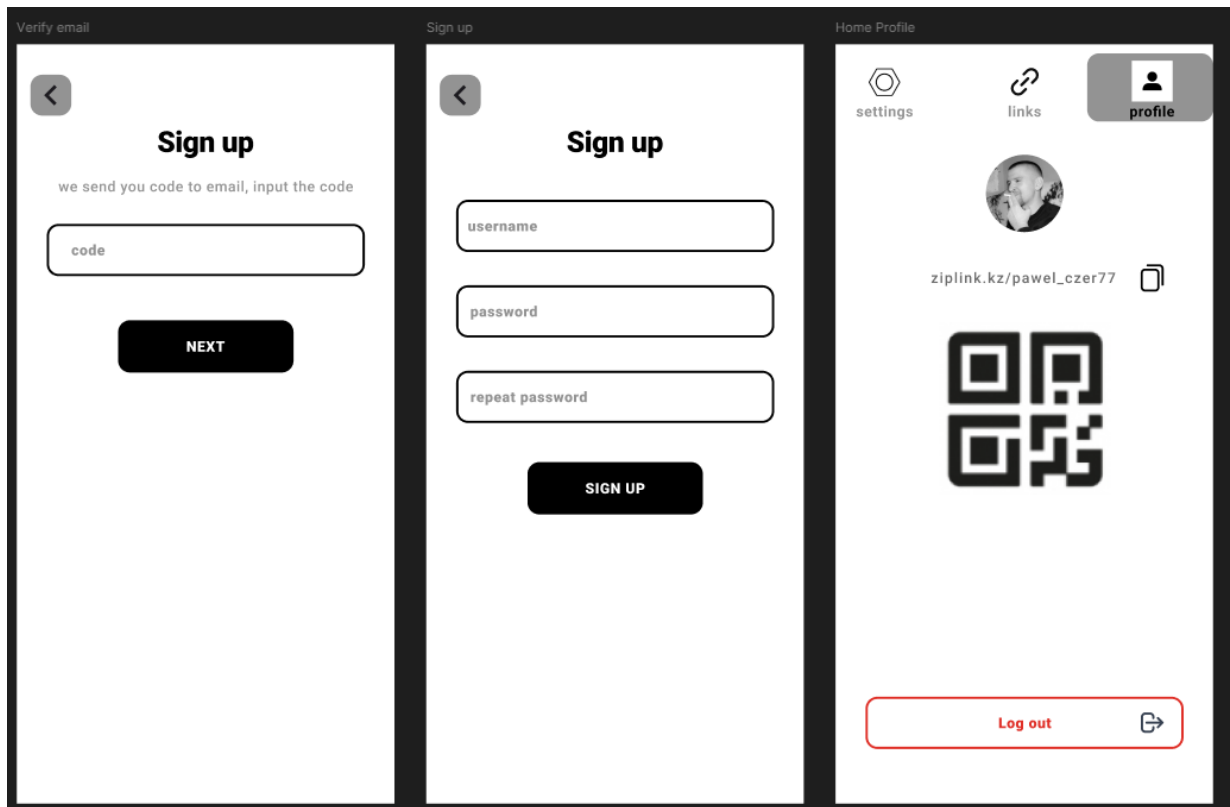 Verify email
Sign up
we send you code to email, input the code
code
NEXT
Sign up
Sign up
username
password
repeat password
SIGN UP
Home Profile
settings
links
profile
ziplink.kz/pawel_czer77
Log out